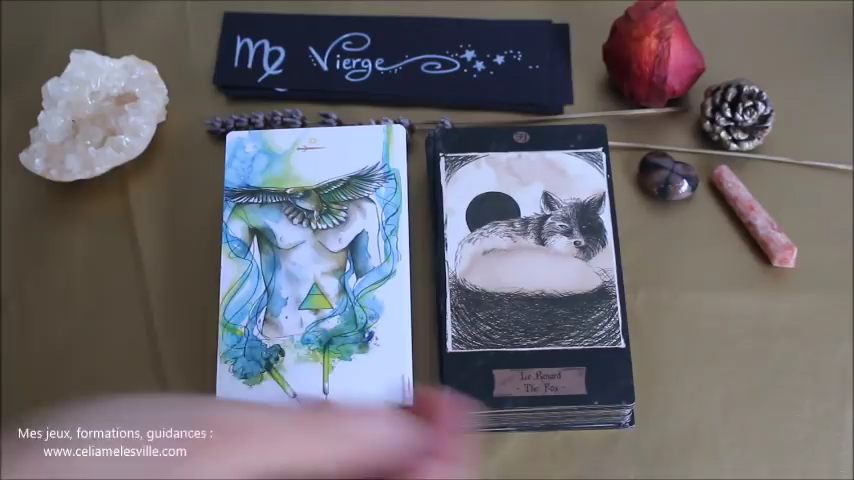 Vierge
Le Renard
- The Fox -
Mes jeux, formations, guidances :
www.celiamelesville.com